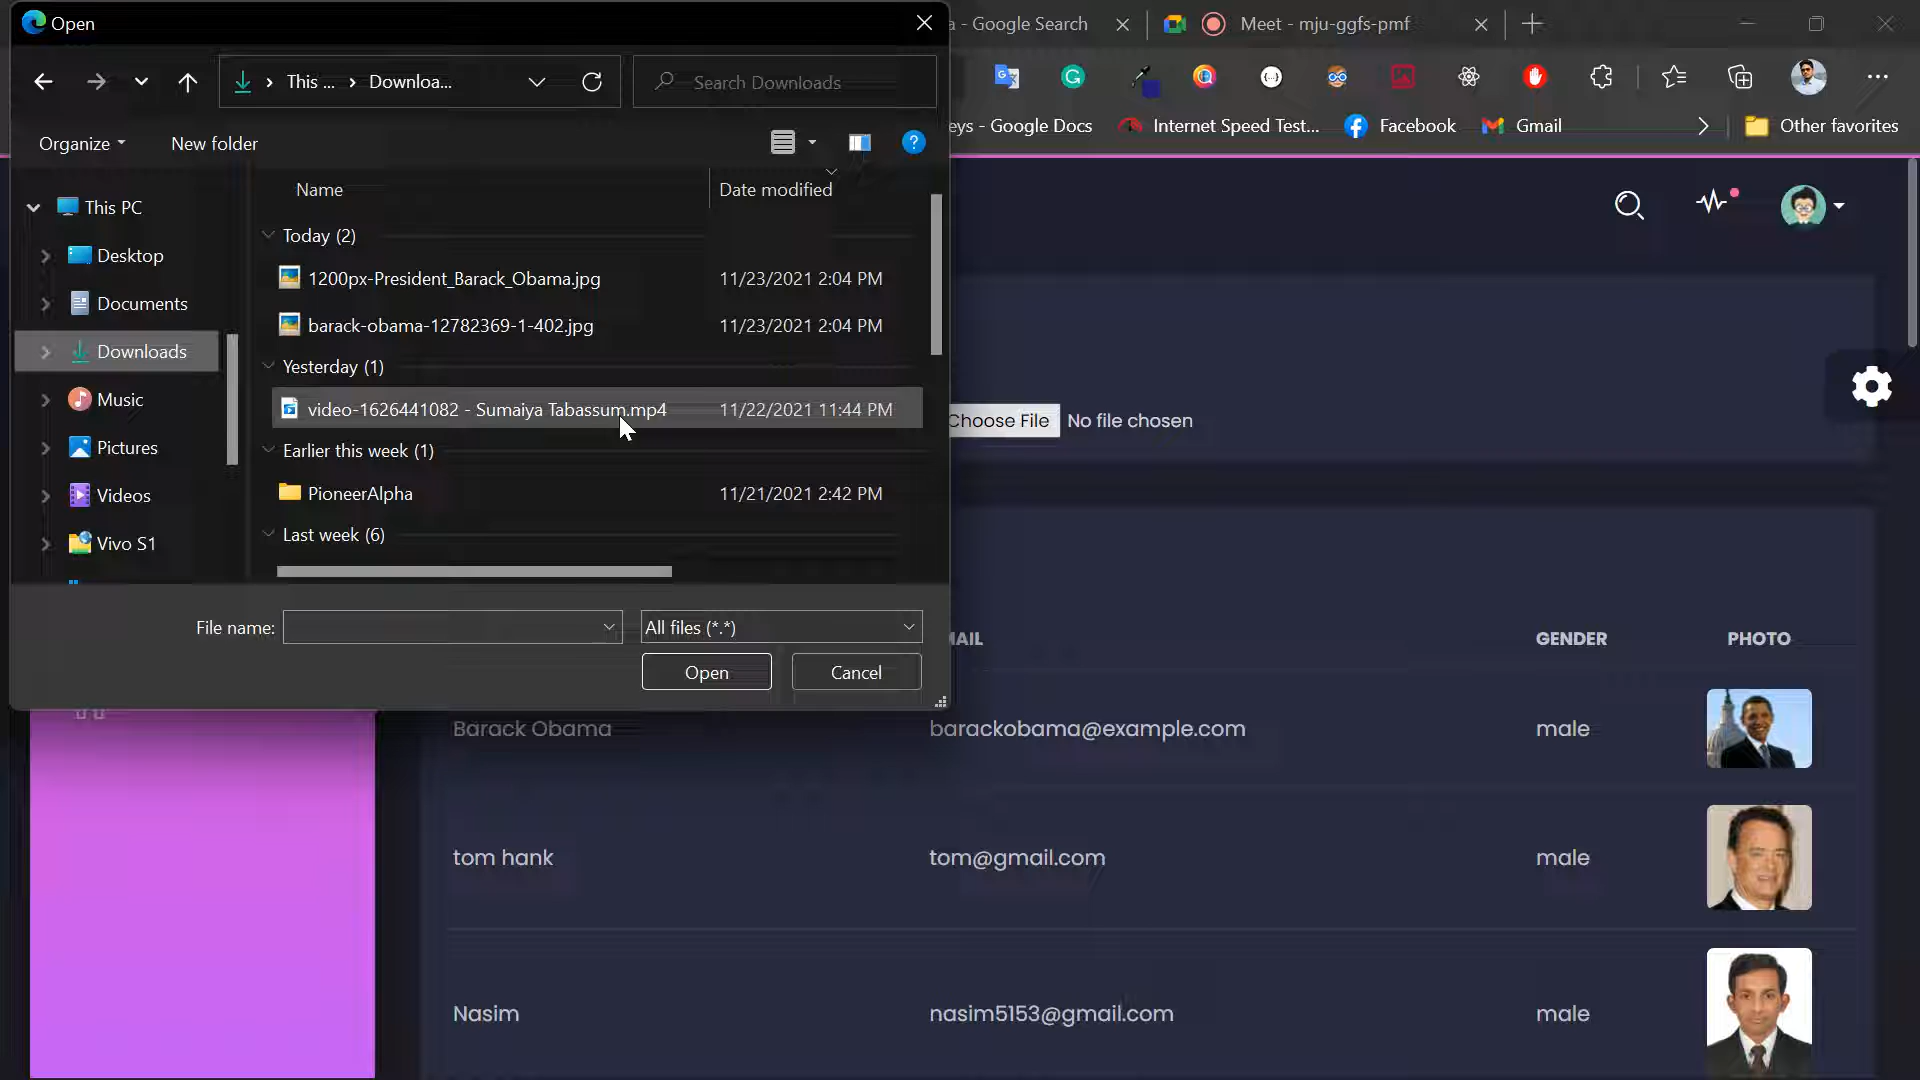 Open
a - Google Search
Meet - mju-ggfs-pmf
This ...
Downloa...
Search Downloads
eys - Google Docs
Internet Speed Test...
Facebook
Gmail
Other favorites
Organize
New folder
Name
Date modified
This PC
Desktop
Documents
Downloads
Music
Pictures
Videos
Vivo S1
Today (2)
1200px-President_Barack_Obama.jpg 11/23/2021 2:04 PM
barack-obama-12782369-1-402.jpg 11/23/2021 2:04 PM
Yesterday (1)
video-1626441082 - Sumaiya Tabassum.mp4 11/22/2021 11:44 PM
Earlier this week (1)
PioneerAlpha 11/21/2021 2:42 PM
Last week (6)
File name:
All files (*.*)
Open
Cancel
Choose File No file chosen
MAIL GENDER PHOTO
Barack Obama barackobama@example.com male
tom hank tom@gmail.com male
Nasim nasim5153@gmail.com male